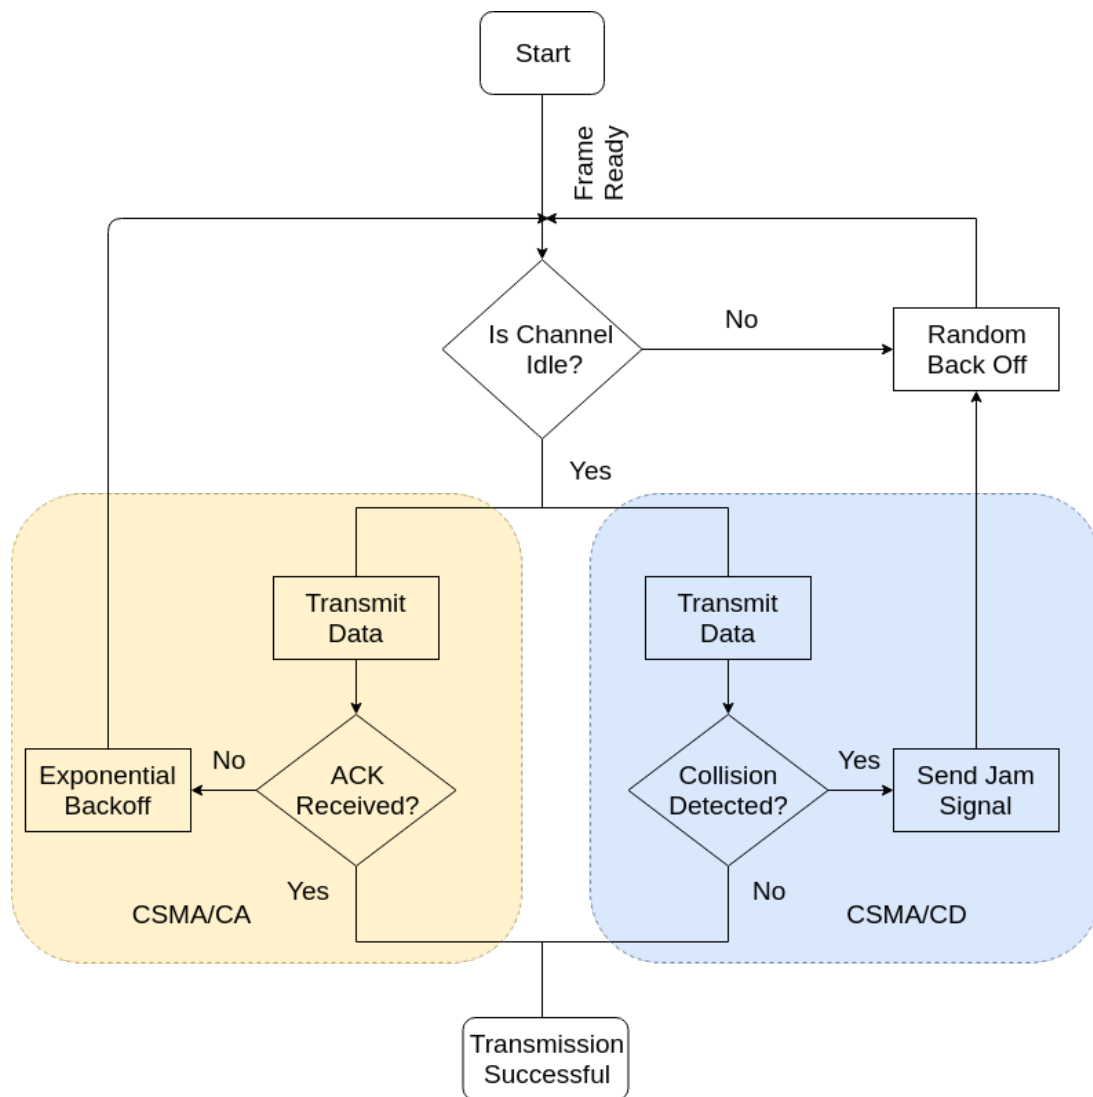 Start
Frame
Ready
Is Channel
Idle?
No
Random
Back Off
Yes
Transmit
Data
Transmit
Data
Exponential
Backoff
No
ACK
Received?
Collision
Detected?
Yes
Send Jam
Signal
Yes
No
CSMA/CA
CSMA/CD
Transmission
Successful